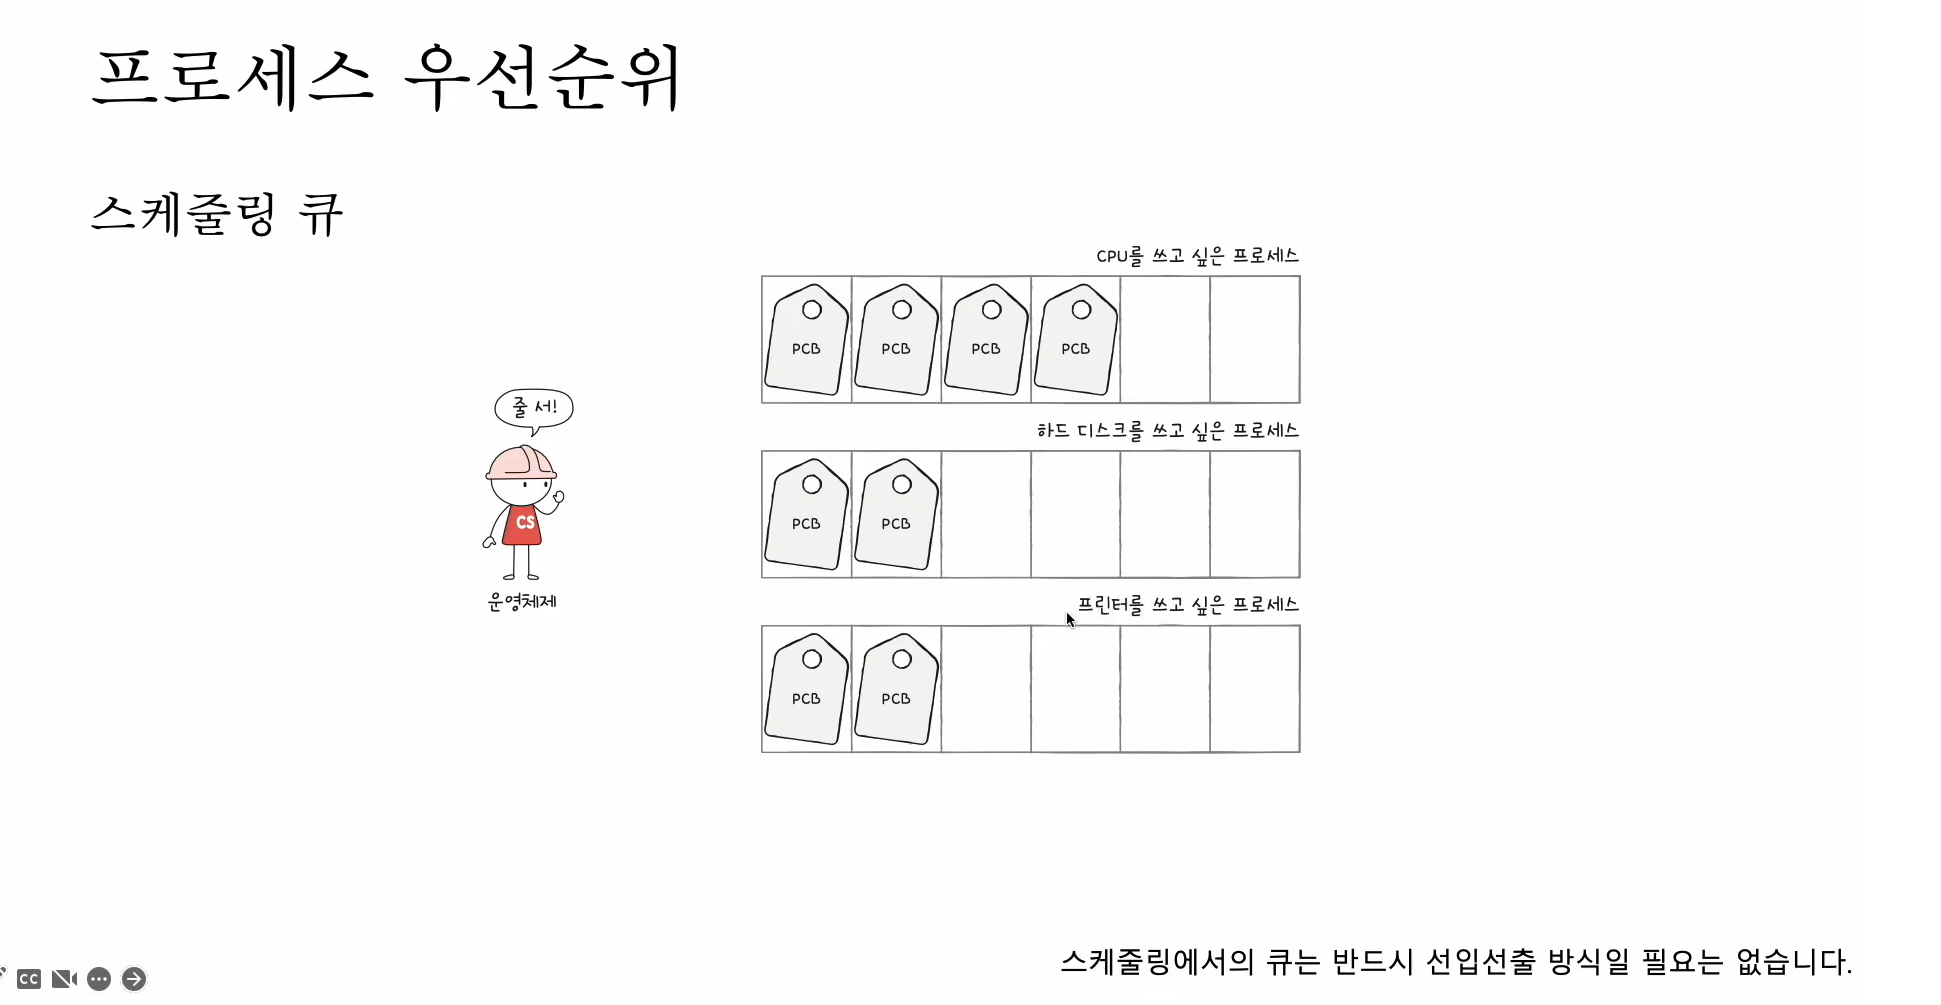 프로세스 우선순위
스케줄링 큐
CPU를 쓰고 싶은 프로세스
PCB PCB PCB PCB
줄 서!
CS
운영체제
하드 디스크를 쓰고 싶은 프로세스
PCB PCB
프린터를 쓰고 싶은 프로세스
PCB PCB
스케줄링에서의 큐는 반드시 선입선출 방식일 필요는 없습니다.
CC